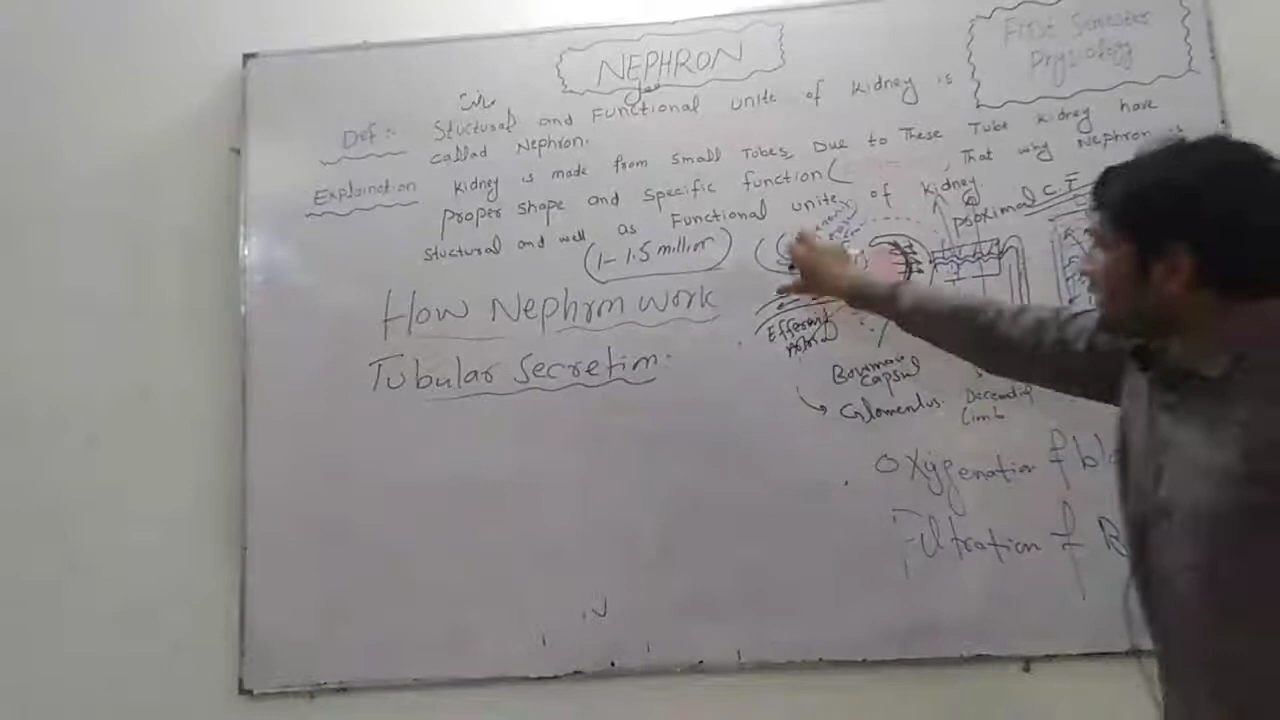 NEPHRON
First Semester
Physiology
Def :- Stuctural and Functional unite of Kidney is
callad Nephron.
Explaination Kidney is made from Small Tubes Due to These Tube Kidney have
proper shape and specific function That why Nephron is
stuctural and well as Functional unite of Kidney
(1 - 1.5 million)
Proximal C.T
How Nephron Work
Efferent
Tubular Secretion.
Bowman
Capsul
Glomerulus.
Decending
Limb
Oxygenation of
Filtration of